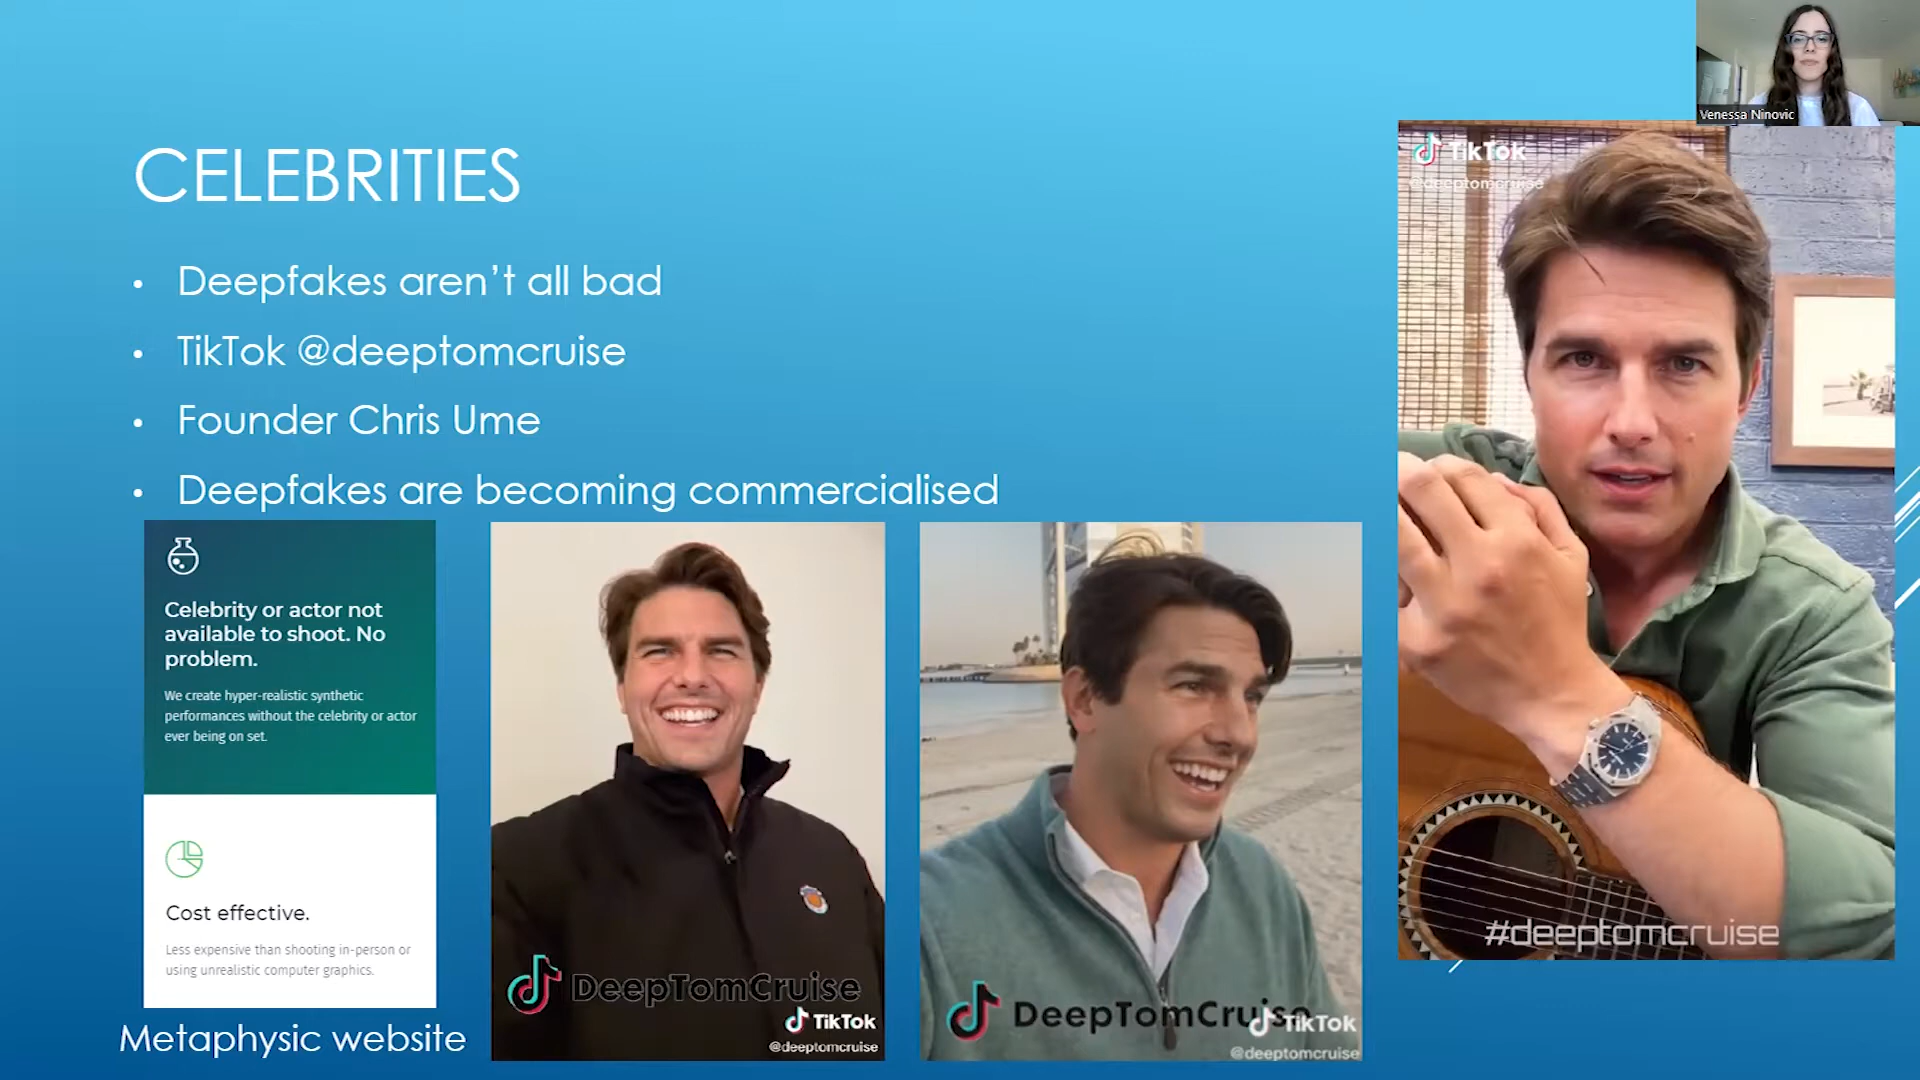 Venessa Ninovic
TikTok
@deeptomcruise
CELEBRITIES
• Deepfakes aren't all bad
• TikTok @deeptomcruise
• Founder Chris Ume
• Deepfakes are becoming commercialised
Celebrity or actor not
available to shoot. No
problem.
We create hyper-realistic synthetic
performances without the celebrity or actor
ever being on set.
Cost effective.
Less expensive than shooting in-person or
using unrealistic computer graphics.
Metaphysic website
DeepTomCruise
TikTok
@deeptomcruise
DeepTomCruise
TikTok
@deeptomcruise
#deeptomcruise